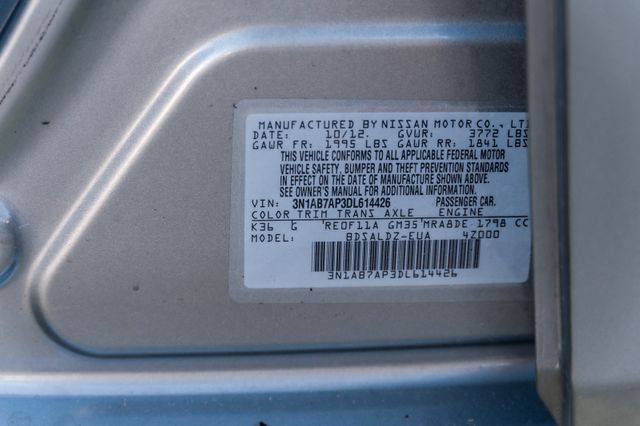 MANUFACTURED BY NISSAN MOTOR CO., LT
DATE: 10/12. GVWR: 3772 LBS
GAWR FR: 1995 LBS GAWR RR: 1841 LBS
THIS VEHICLE CONFORMS TO ALL APPLICABLE FEDERAL MOTOR
VEHICLE SAFETY, BUMPER AND THEFT PREVENTION STANDARDS
IN EFFECT ON THE DATE OF MANUFACTURE SHOWN ABOVE.
SEE OWNER'S MANUAL FOR ADDITIONAL INFORMATION.
VIN: 3N1AB7AP3DL614426 PASSENGER CAR.
COLOR TRIM TRANS AXLE ENGINE
K36 G RE0F11A GM35 MRA8DE 1798 CC
MODEL: BDSALDZ-EUA 4Z000
3N1AB7AP3DL614426